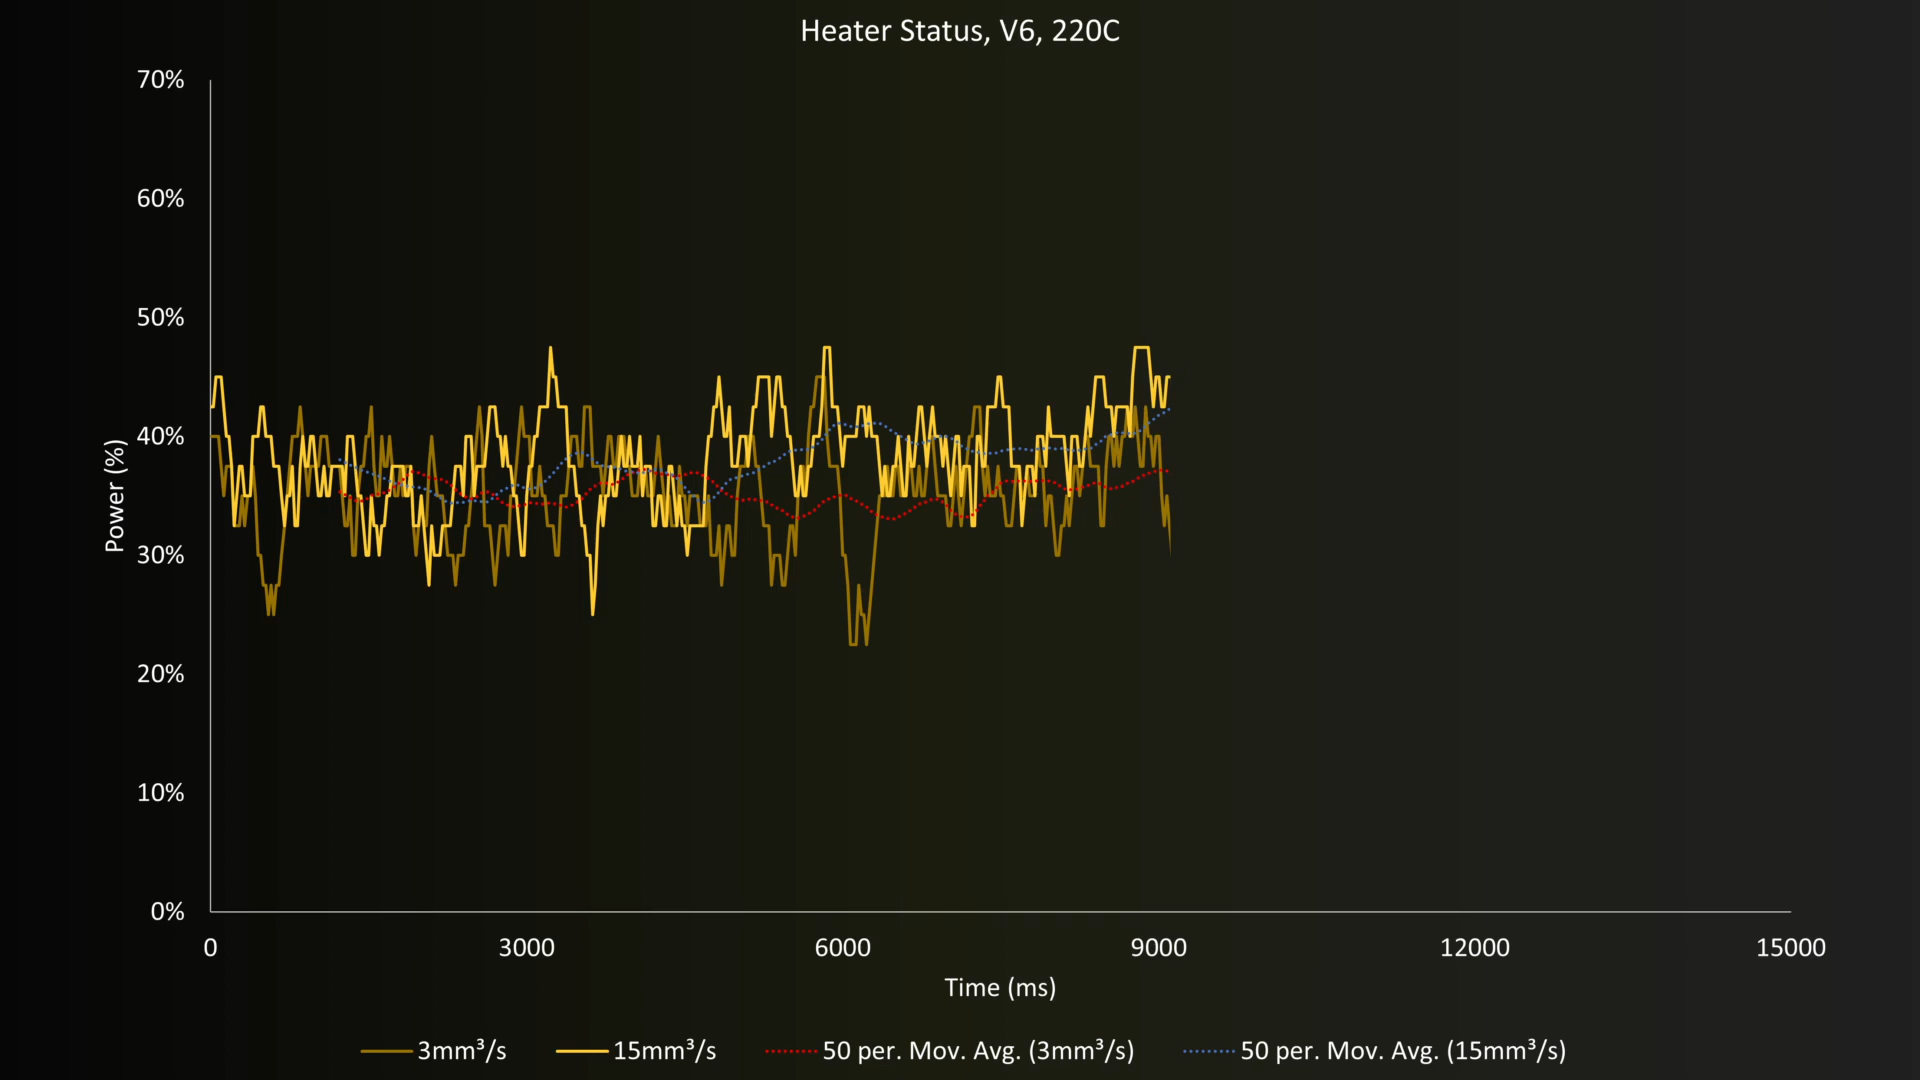 Heater Status, V6, 220C
70%
60%
50%
40%
30%
20%
10%
0%
Power (%)
0 3000 6000 9000 12000 15000
Time (ms)
3mm³/s 15mm³/s 50 per. Mov. Avg. (3mm³/s) 50 per. Mov. Avg. (15mm³/s)